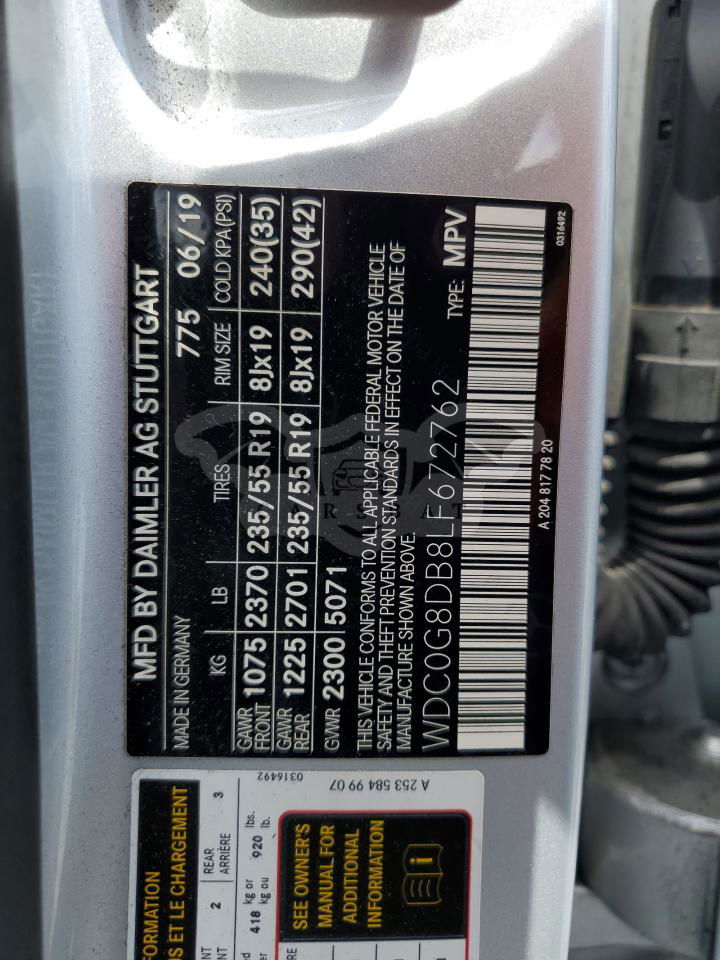 MFD BY DAIMLER AG STUTTGART
MADE IN GERMANY 775 06/19
KG LB TIRES RIM SIZE COLD KPA(PSI)
GAWR FRONT 1075 2370 235/55 R19 8Jx19 240(35)
GAWR REAR 1225 2701 235/55 R19 8Jx19 290(42)
GVWR 2300 5071
THIS VEHICLE CONFORMS TO ALL APPLICABLE FEDERAL MOTOR VEHICLE
SAFETY AND THEFT PREVENTION STANDARDS IN EFFECT ON THE DATE OF
MANUFACTURE SHOWN ABOVE.
WDC0G8DB8LF672762 TYPE: MPV
A 204 817 78 20 0316492
FORMATION
S ET LE CHARGEMENT
2 REAR ARRIÈRE 3
418 kg or kg ou 920 lbs. lb.
SEE OWNER'S
MANUAL FOR
ADDITIONAL
INFORMATION
A 253 584 99 07
0316492